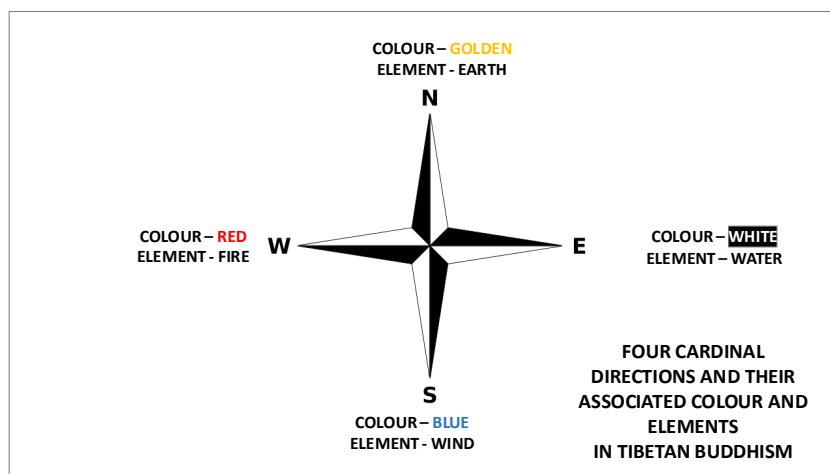 COLOUR – GOLDEN
ELEMENT - EARTH
N
COLOUR – RED
ELEMENT - FIRE
W
E
COLOUR – WHITE
ELEMENT – WATER
S
COLOUR – BLUE
ELEMENT - WIND
FOUR CARDINAL
DIRECTIONS AND THEIR
ASSOCIATED COLOUR AND
ELEMENTS
IN TIBETAN BUDDHISM